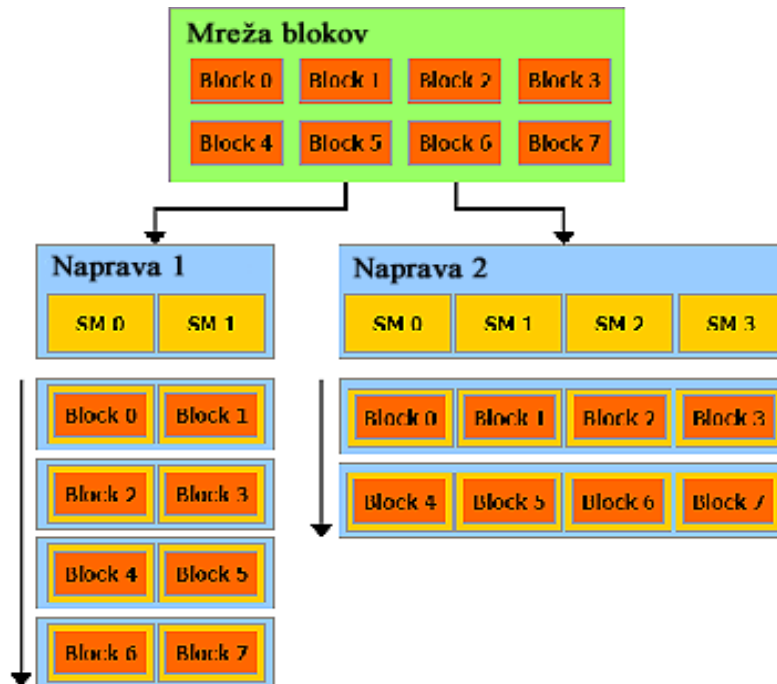 Mreža blokov
Block 0 Block 1 Block 2 Block 3
Block 4 Block 5 Block 6 Block 7
Naprava 1
SM 0 SM 1
Block 0 Block 1
Block 2 Block 3
Block 4 Block 5
Block 6 Block 7
Naprava 2
SM 0 SM 1 SM 2 SM 3
Block 0 Block 1 Block 2 Block 3
Block 4 Block 5 Block 6 Block 7